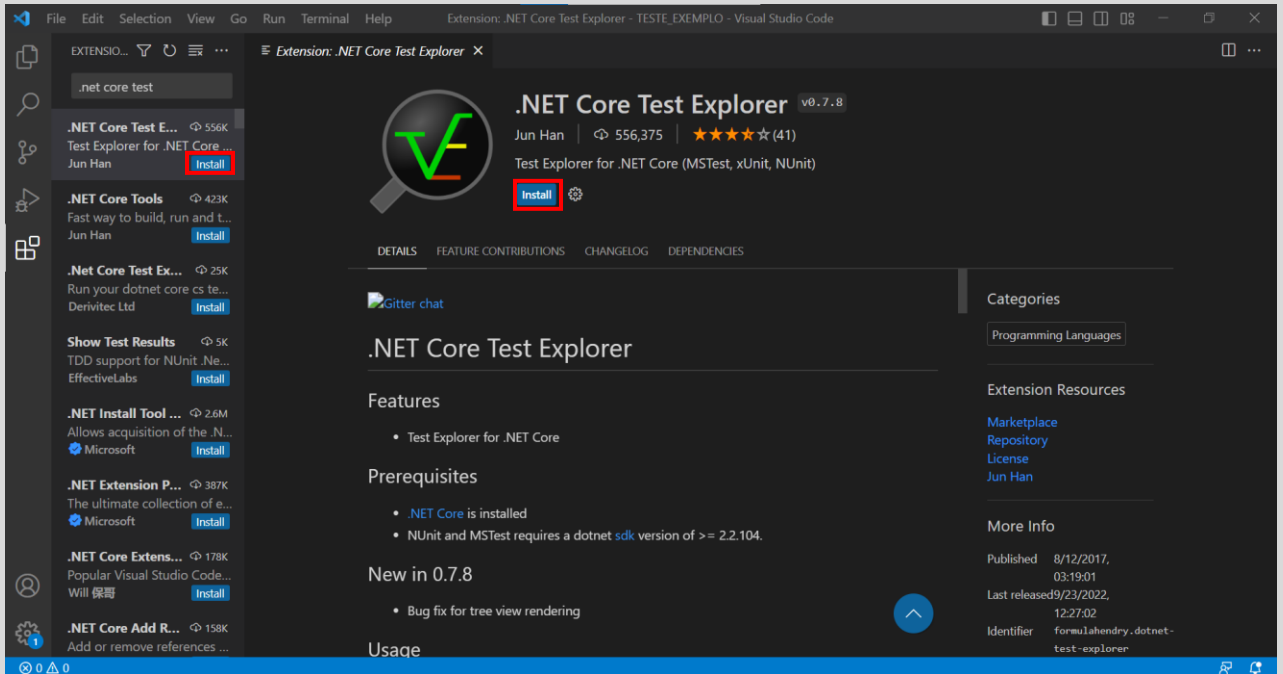 File Edit Selection View Go Run Terminal Help
Extension: .NET Core Test Explorer - TESTE_EXEMPLO - Visual Studio Code
EXTENSIO...
.net core test
.NET Core Test E... 556K
Test Explorer for .NET Core ...
Jun Han Install
.NET Core Tools 423K
Fast way to build, run and t...
Jun Han Install
.Net Core Test Ex... 25K
Run your dotnet core cs te...
Derivitec Ltd Install
Show Test Results 5K
TDD support for NUnit .Ne...
EffectiveLabs Install
.NET Install Tool ... 2.6M
Allows acquisition of the .N...
Microsoft Install
.NET Extension P... 387K
The ultimate collection of e...
Microsoft Install
.NET Core Extens... 178K
Popular Visual Studio Code...
Will 保哥 Install
.NET Core Add R... 158K
Add or remove references ...
1
0 0
Extension: .NET Core Test Explorer
.NET Core Test Explorer v0.7.8
Jun Han 556,375 (41)
Test Explorer for .NET Core (MSTest, xUnit, NUnit)
Install
DETAILS FEATURE CONTRIBUTIONS CHANGELOG DEPENDENCIES
Gitter chat
.NET Core Test Explorer
Features
• Test Explorer for .NET Core
Prerequisites
• .NET Core is installed
• NUnit and MSTest requires a dotnet sdk version of >= 2.2.104.
New in 0.7.8
• Bug fix for tree view rendering
Usage
Categories
Programming Languages
Extension Resources
Marketplace
Repository
License
Jun Han
More Info
Published 8/12/2017,
03:19:01
Last released 9/23/2022,
12:27:02
Identifier formulahendry.dotnet-
test-explorer